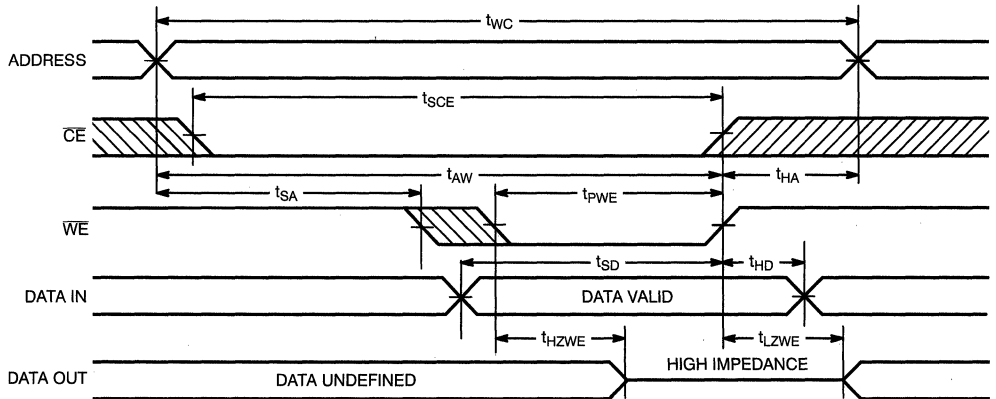 tWC
ADDRESS
tSCE
CE
tAW
tHA
tSA
tPWE
WE
tSD
tHD
DATA IN
DATA VALID
tHZWE
tLZWE
HIGH IMPEDANCE
DATA OUT
DATA UNDEFINED